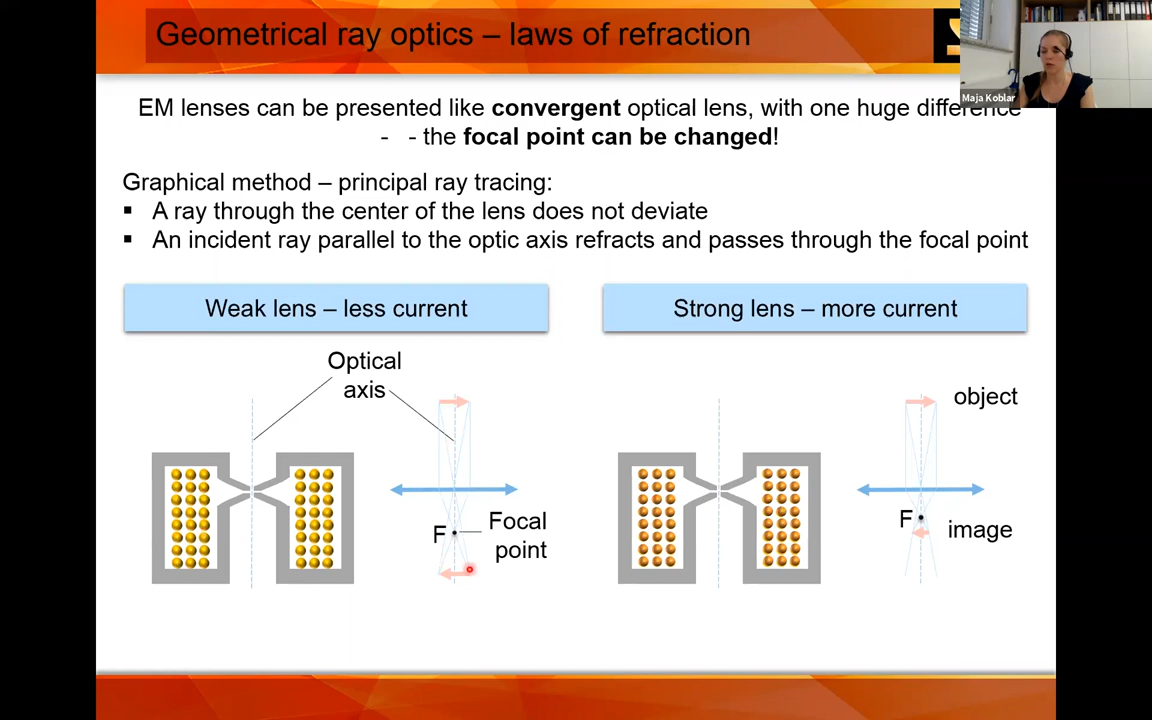 Geometrical ray optics – laws of refraction
Maja Koblar
EM lenses can be presented like convergent optical lens, with one huge difference
- - the focal point can be changed!
Graphical method – principal ray tracing:
▪ A ray through the center of the lens does not deviate
▪ An incident ray parallel to the optic axis refracts and passes through the focal point
Weak lens – less current
Strong lens – more current
Optical
axis
object
F
Focal
point
F
image